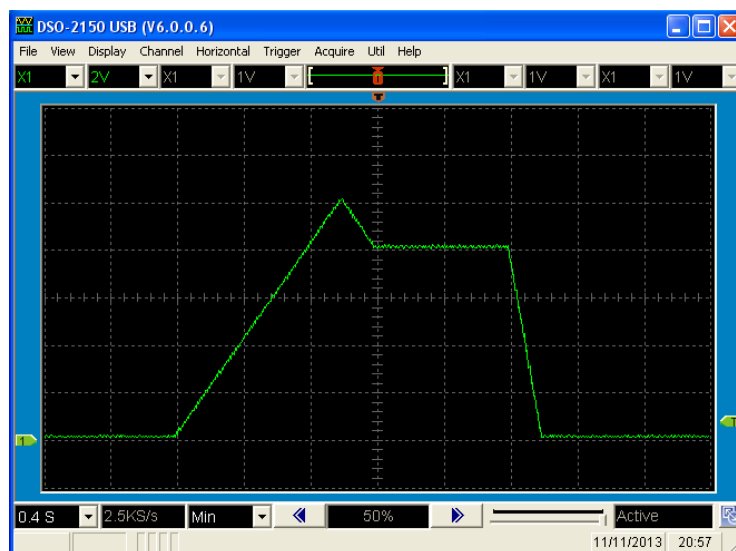 DSO-2150 USB (V6.0.0.6)
File View Display Channel Horizontal Trigger Acquire Util Help
X1 2V X1 1V X1 1V X1 1V
T
1
T
0.4 S 2.5KS/s Min 50% Active
11/11/2013 20:57